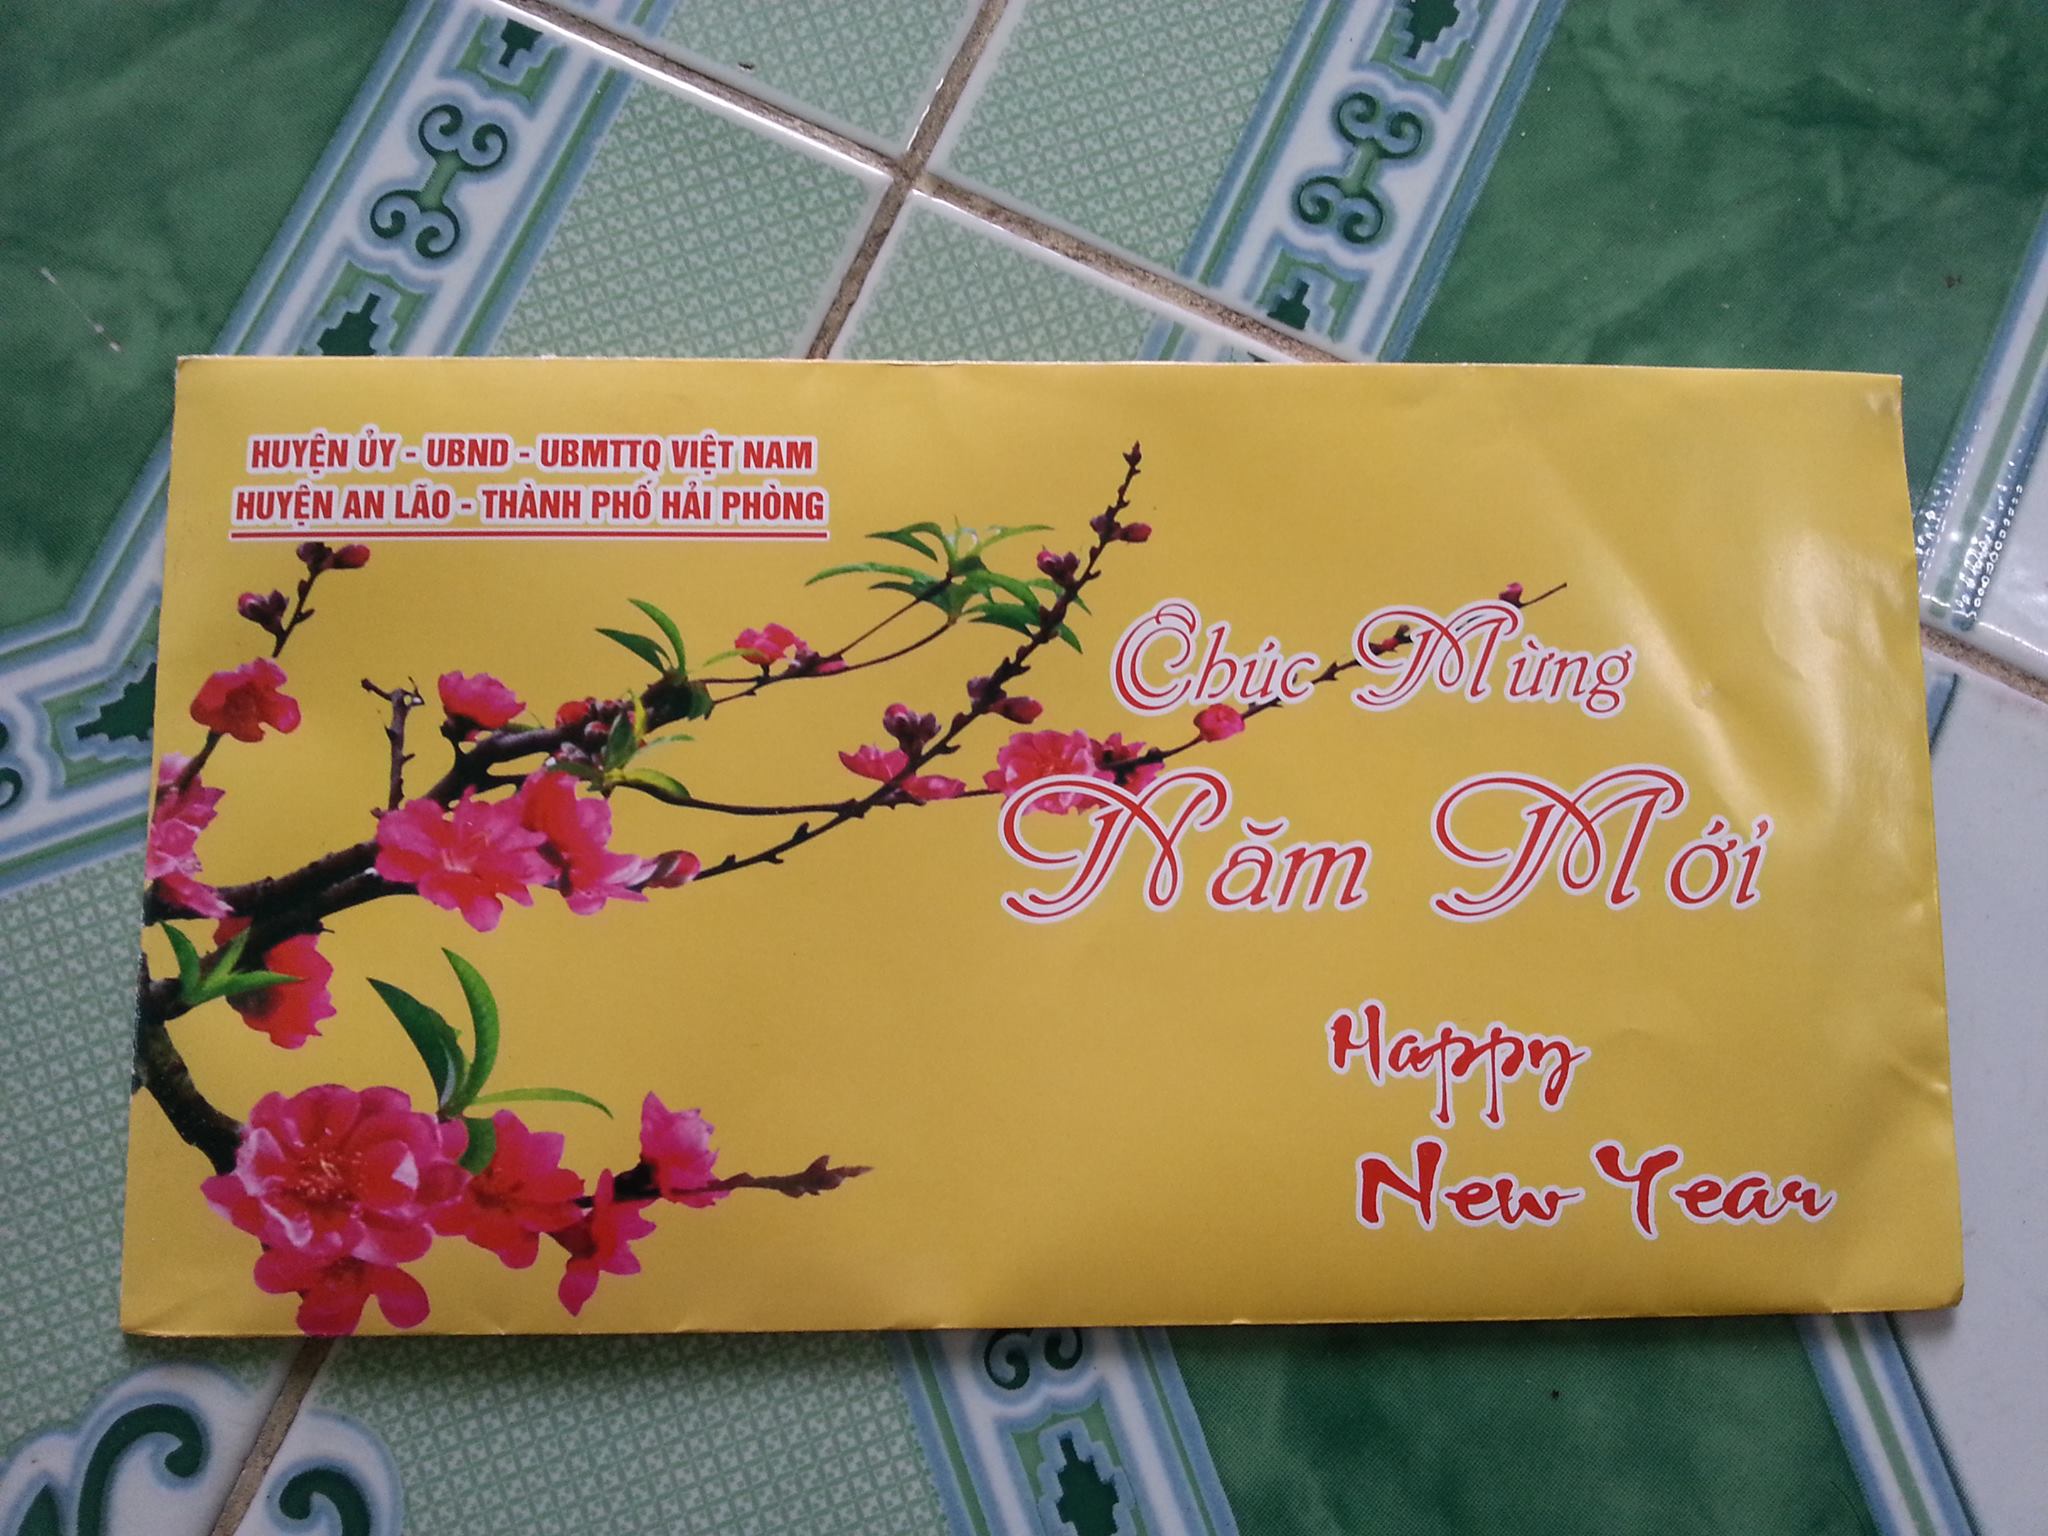 HUYỆN ỦY - UBND - UBMTTQ VIỆT NAM
HUYỆN AN LÃO - THÀNH PHỐ HẢI PHÒNG
Chúc Mừng
Năm Mới
Happy
New Year